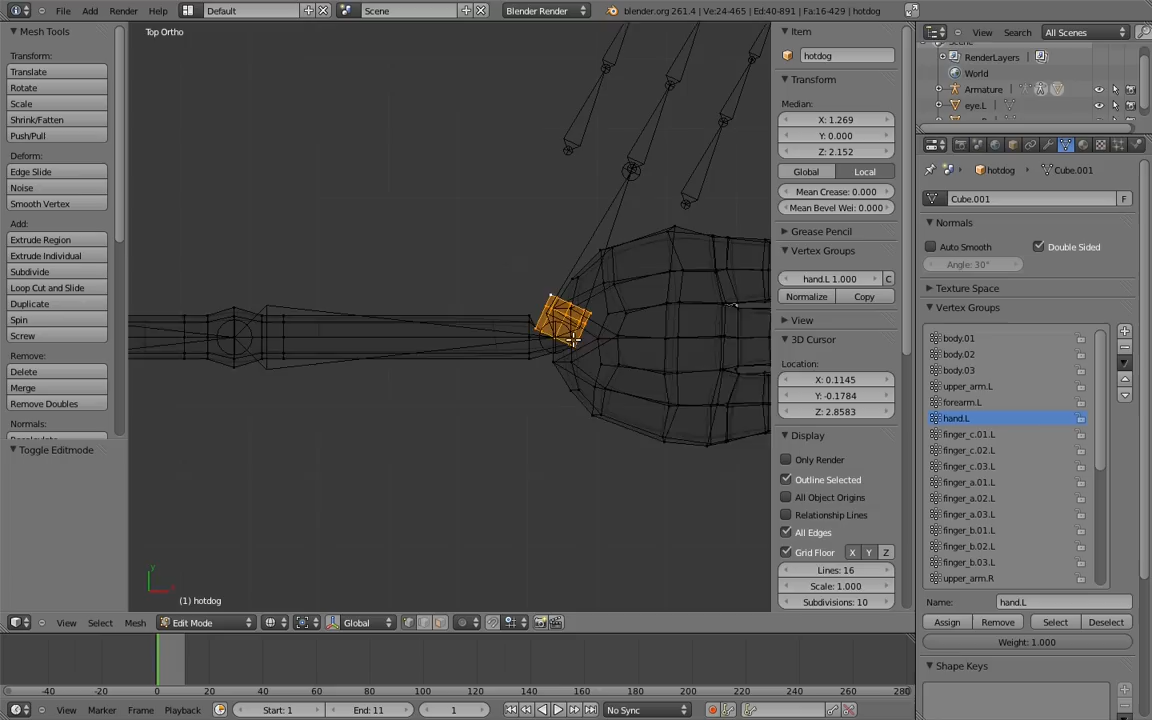 File Add Render Help Default Scene Blender Render blender.org 261.4 | Ve:24-465 | Ed:40-891 | Fa:16-429 | hotdog
Mesh Tools
Transform:
Translate
Rotate
Scale
Shrink/Fatten
Push/Pull
Deform:
Edge Slide
Noise
Smooth Vertex
Add:
Extrude Region
Extrude Individual
Subdivide
Loop Cut and Slide
Duplicate
Spin
Screw
Remove:
Delete
Merge
Remove Doubles
Normals:
Toggle Editmode
Top Ortho
y
(1) hotdog
Item
hotdog
Transform
Median:
X: 1.269
Y: 0.000
Z: 2.152
Global Local
Mean Crease: 0.000
Mean Bevel Wei: 0.000
Grease Pencil
Vertex Groups
hand.L 1.000 C
Normalize Copy
View
3D Cursor
Location:
X: 0.1145
Y: -0.1784
Z: 2.8583
Display
Only Render
Outline Selected
All Object Origins
Relationship Lines
All Edges
Grid Floor X Y Z
Lines: 16
Scale: 1.000
Subdivisions: 10
View Search All Scenes
RenderLayers
World
Armature
eye.L
hotdog Cube.001
Cube.001 F
Normals
Auto Smooth Double Sided
Angle: 30°
Texture Space
Vertex Groups
body.01
body.02
body.03
upper_arm.L
forearm.L
hand.L
finger_c.01.L
finger_c.02.L
finger_c.03.L
finger_a.01.L
finger_a.02.L
finger_a.03.L
finger_b.01.L
finger_b.02.L
finger_b.03.L
upper_arm.R
Name: hand.L
Assign Remove Select Deselect
Weight: 1.000
Shape Keys
View Select Mesh Edit Mode Global
-40 -20 0 20 40 60 80 100 120 140 160 180 200 220 240 260 280
View Marker Frame Playback Start: 1 End: 11 1 No Sync